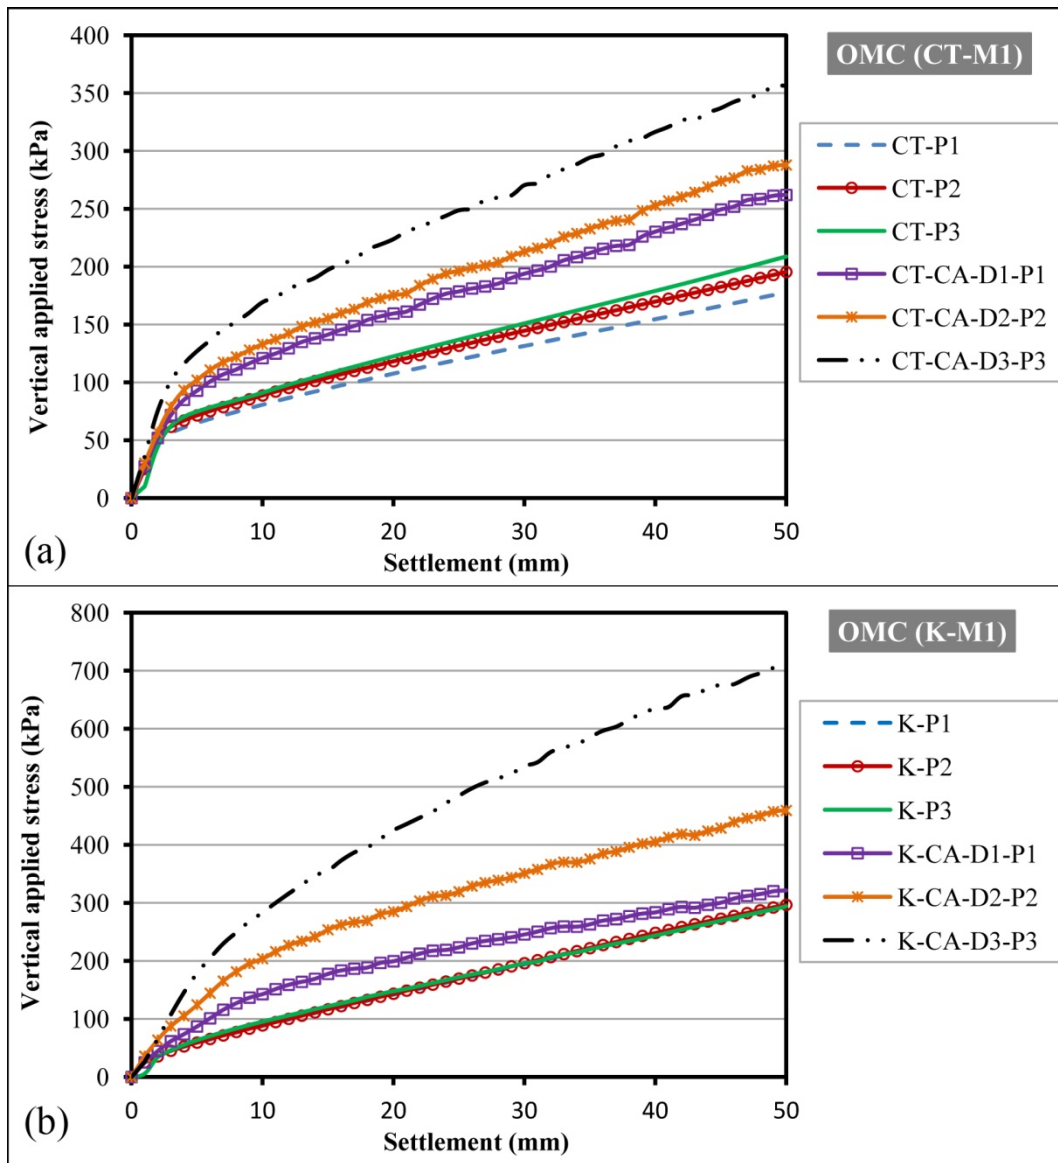 OMC (CT-M1)
Vertical applied stress (kPa)
400
350
300
250
200
150
100
50
0
0 10 20 30 40 50
Settlement (mm)
(a)
CT-P1
CT-P2
CT-P3
CT-CA-D1-P1
CT-CA-D2-P2
CT-CA-D3-P3
OMC (K-M1)
Vertical applied stress (kPa)
800
700
600
500
400
300
200
100
0
0 10 20 30 40 50
Settlement (mm)
(b)
K-P1
K-P2
K-P3
K-CA-D1-P1
K-CA-D2-P2
K-CA-D3-P3